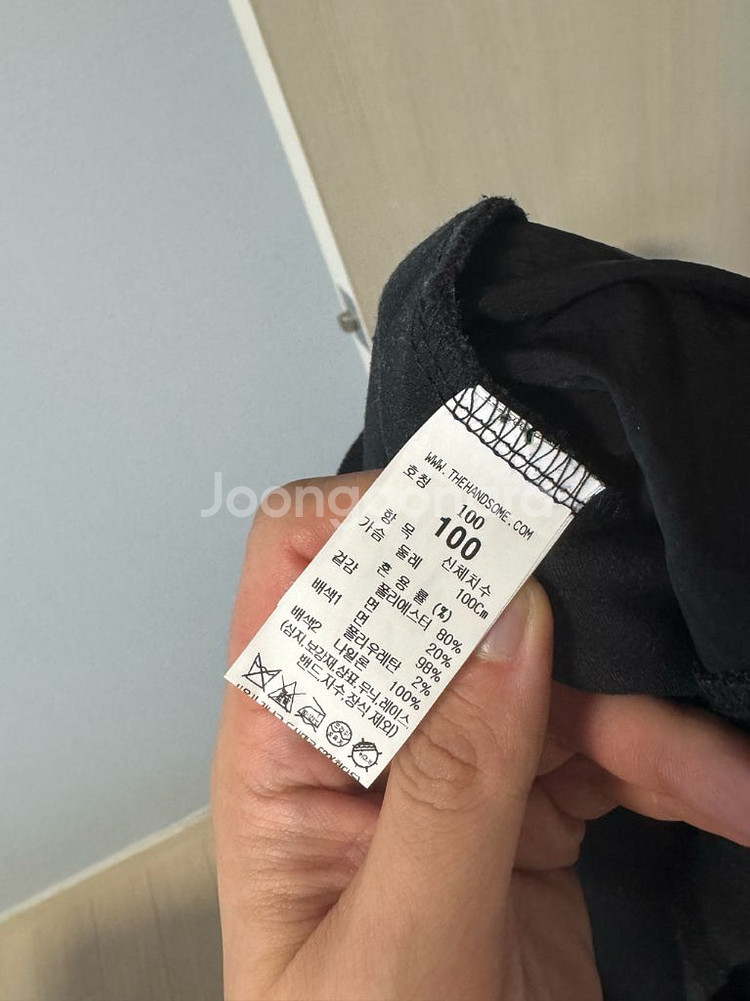 WWW.THEHANDSOME.COM
호칭 100
100
항목 신체치수
가슴 둘레 100Cm
혼용률(%)
겉감 면 80%
폴리에스터 20%
배색1 면 98%
폴리우레탄 2%
배색2 나일론 100%
(심지,보강재,상표,무늬,레이스,
밴드,자수,장식 제외)
Joongonara